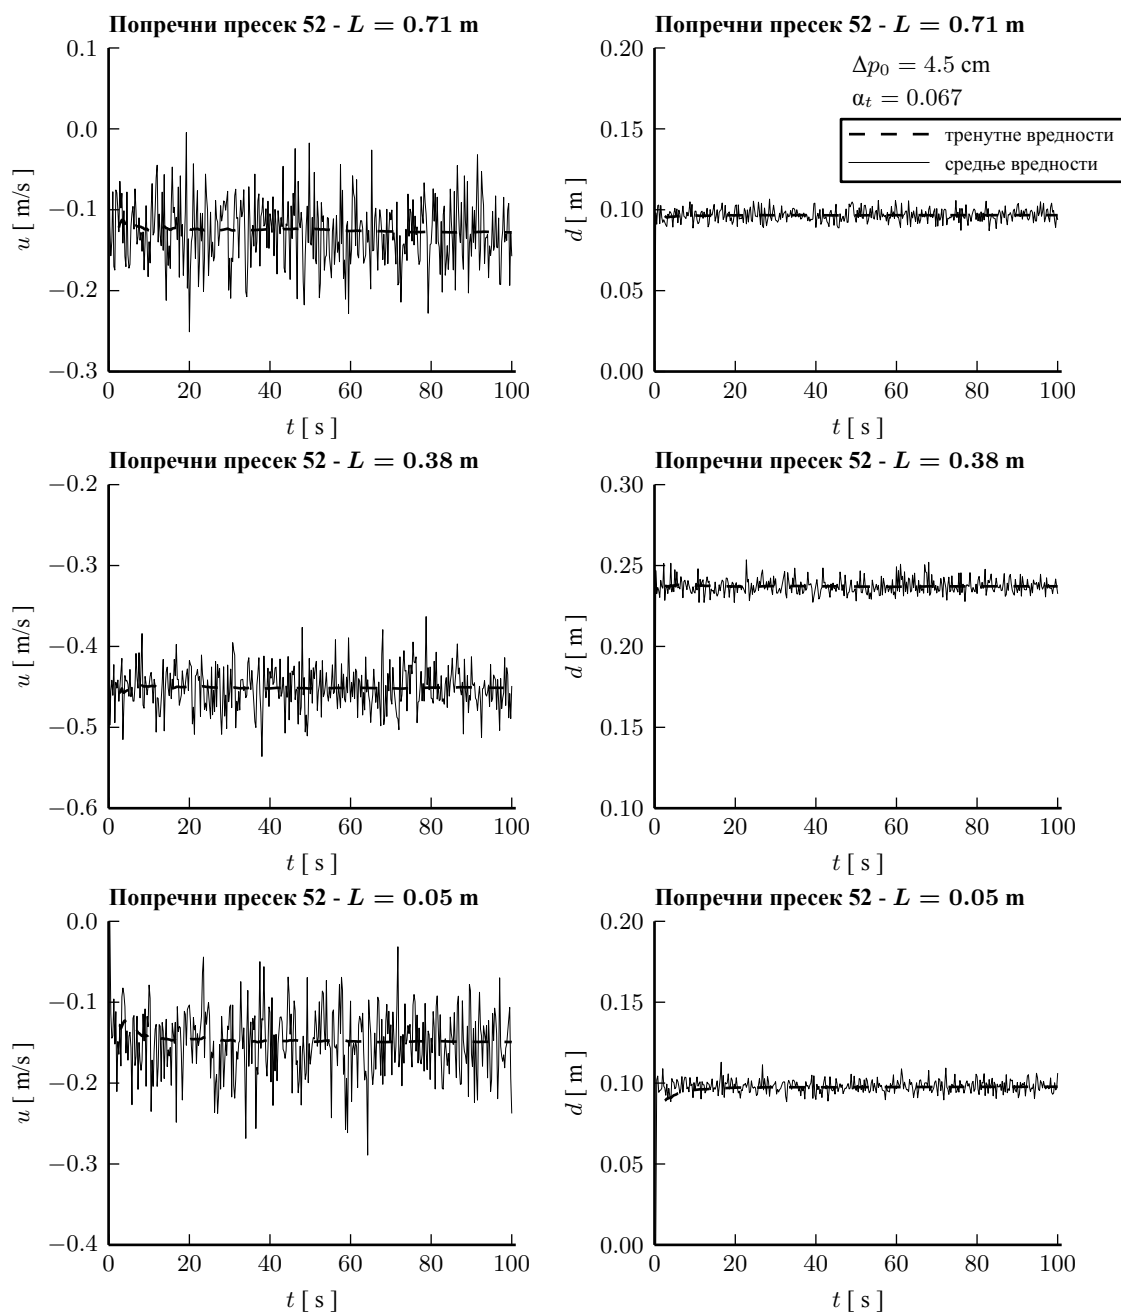 Попречни пресек 52 - L = 0.71 m
0.1
0.0
−0.1
−0.2
−0.3
u [ m/s ]
0 20 40 60 80 100
t [ s ]
Попречни пресек 52 - L = 0.71 m
Δp₀ = 4.5 cm
αₜ = 0.067
тренутне вредности
средње вредности
0.20
0.15
0.10
0.05
0.00
d [ m ]
0 20 40 60 80 100
t [ s ]
Попречни пресек 52 - L = 0.38 m
−0.2
−0.3
−0.4
−0.5
−0.6
u [ m/s ]
0 20 40 60 80 100
t [ s ]
Попречни пресек 52 - L = 0.38 m
0.30
0.25
0.20
0.15
0.10
d [ m ]
0 20 40 60 80 100
t [ s ]
Попречни пресек 52 - L = 0.05 m
0.0
−0.1
−0.2
−0.3
−0.4
u [ m/s ]
0 20 40 60 80 100
t [ s ]
Попречни пресек 52 - L = 0.05 m
0.20
0.15
0.10
0.05
0.00
d [ m ]
0 20 40 60 80 100
t [ s ]